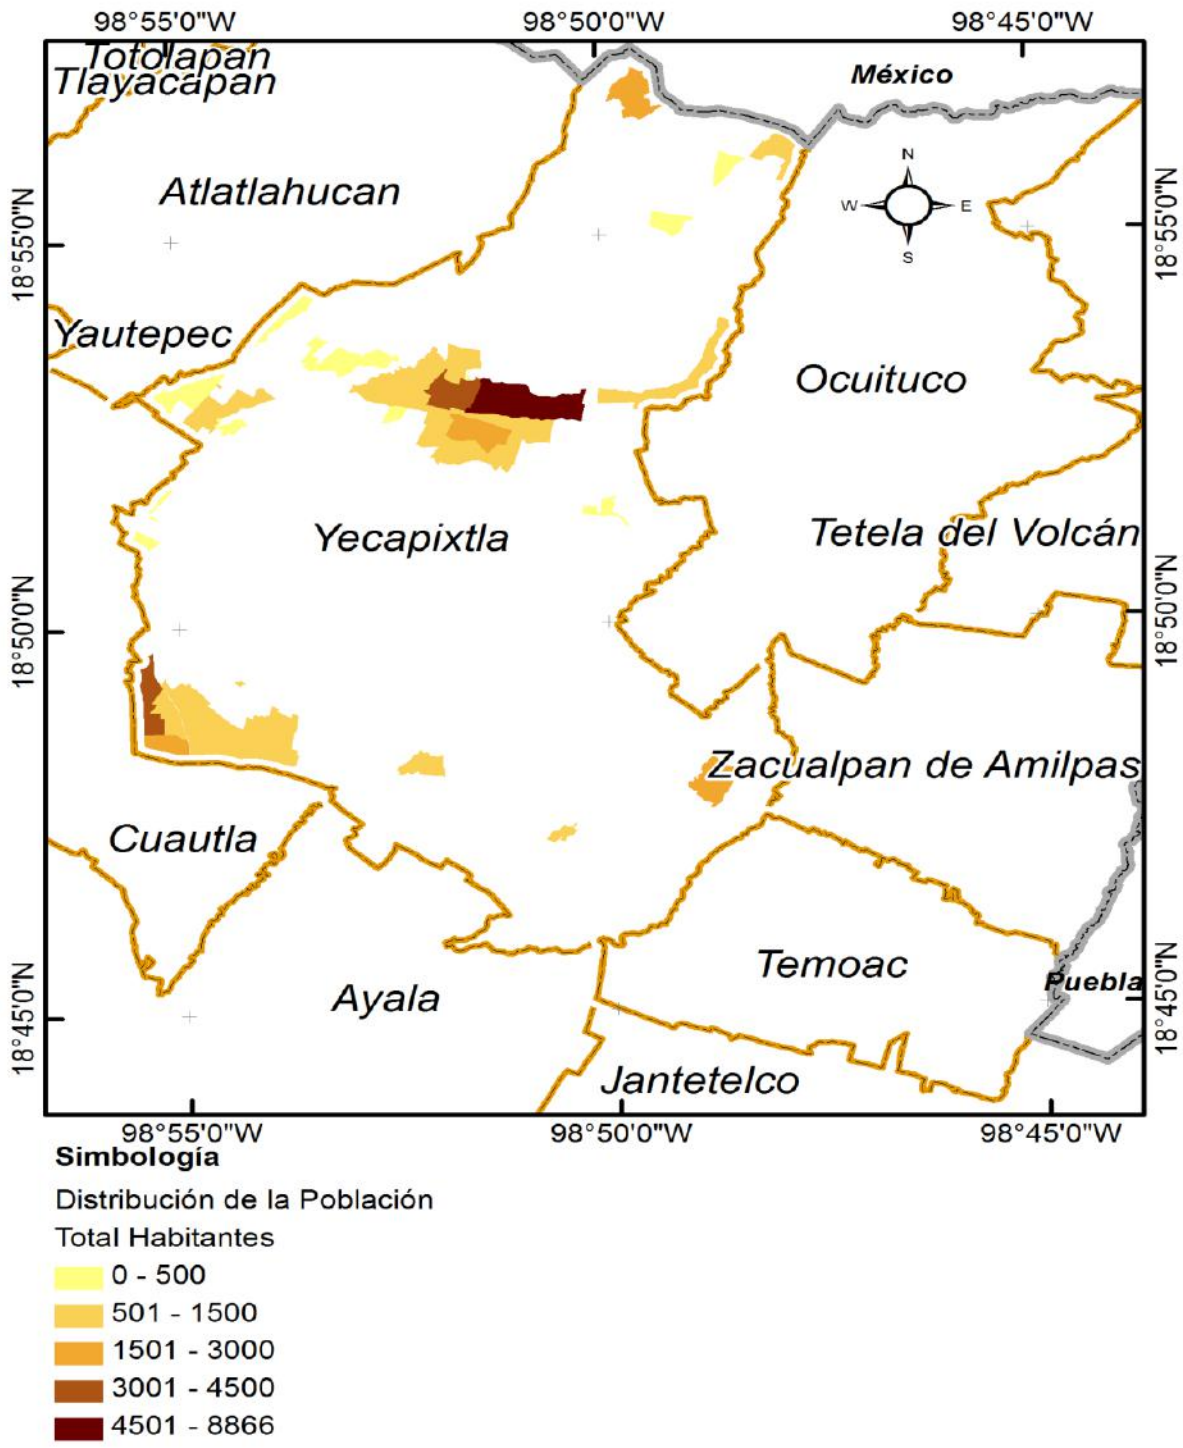 98°55'0"W 98°50'0"W 98°45'0"W
Totolapan
México
Tlayacapan
N
Atlatlahucan
W E
S
18°55'0"N 18°55'0"N
Yautepec
Ocuituco
Yecapixtla
Tetela del Volcán
18°50'0"N 18°50'0"N
Zacualpan de Amilpas
Cuautla
Temoac
Puebla
Ayala
18°45'0"N 18°45'0"N
Jantetelco
98°55'0"W 98°50'0"W 98°45'0"W
Simbología
Distribución de la Población
Total Habitantes
0 - 500
501 - 1500
1501 - 3000
3001 - 4500
4501 - 8866